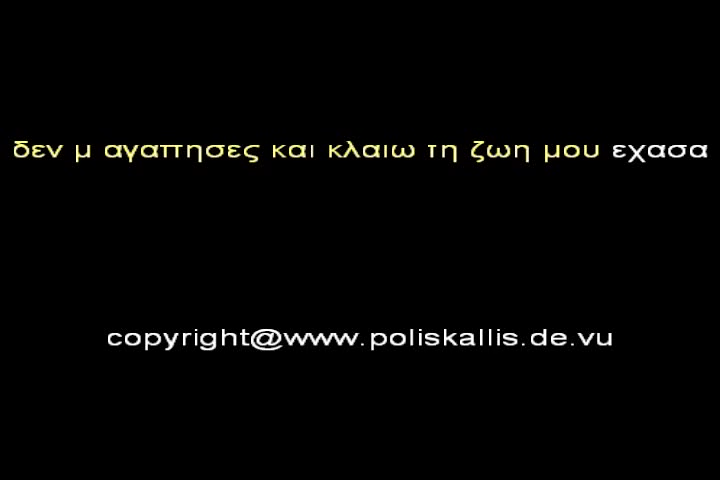 δεν μ αγαπησες και κλαιω τη ζωη μου εχασα
copyright@www.poliskallis.de.vu